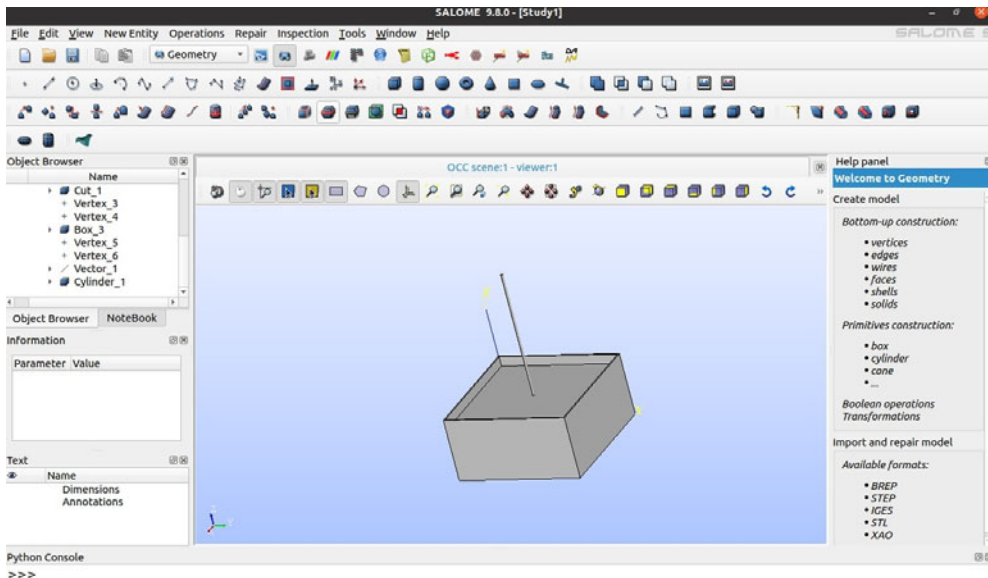 SALOME 9.8.0 - [Study1]
File Edit View New Entity Operations Repair Inspection Tools Window Help
SALOME
Geometry
Object Browser
Name
Cut_1
Vertex_3
Vertex_4
Box_3
Vertex_5
Vertex_6
Vector_1
Cylinder_1
Object Browser NoteBook
Information
Parameter Value
Text
Name
Dimensions
Annotations
OCC scene:1 - viewer:1
Help panel
Welcome to Geometry
Create model
Bottom-up construction:
• vertices
• edges
• wires
• faces
• shells
• solids
Primitives construction:
• box
• cylinder
• cone
• ...
Boolean operations
Transformations
Import and repair model
Available formats:
• BREP
• STEP
• IGES
• STL
• XAO
Python Console
>>>